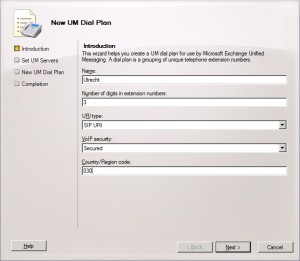 New UM Dial Plan
Introduction
Set UM Servers
New UM Dial Plan
Completion
Introduction
This wizard helps you create a UM dial plan for use by Microsoft Exchange Unified
Messaging. A dial plan is a grouping of unique telephone extension numbers.
Name:
Utrecht
Number of digits in extension numbers:
3
URI type:
SIP URI
VoIP security:
Secured
Country/Region code:
030
Help
< Back
Next >
Cancel